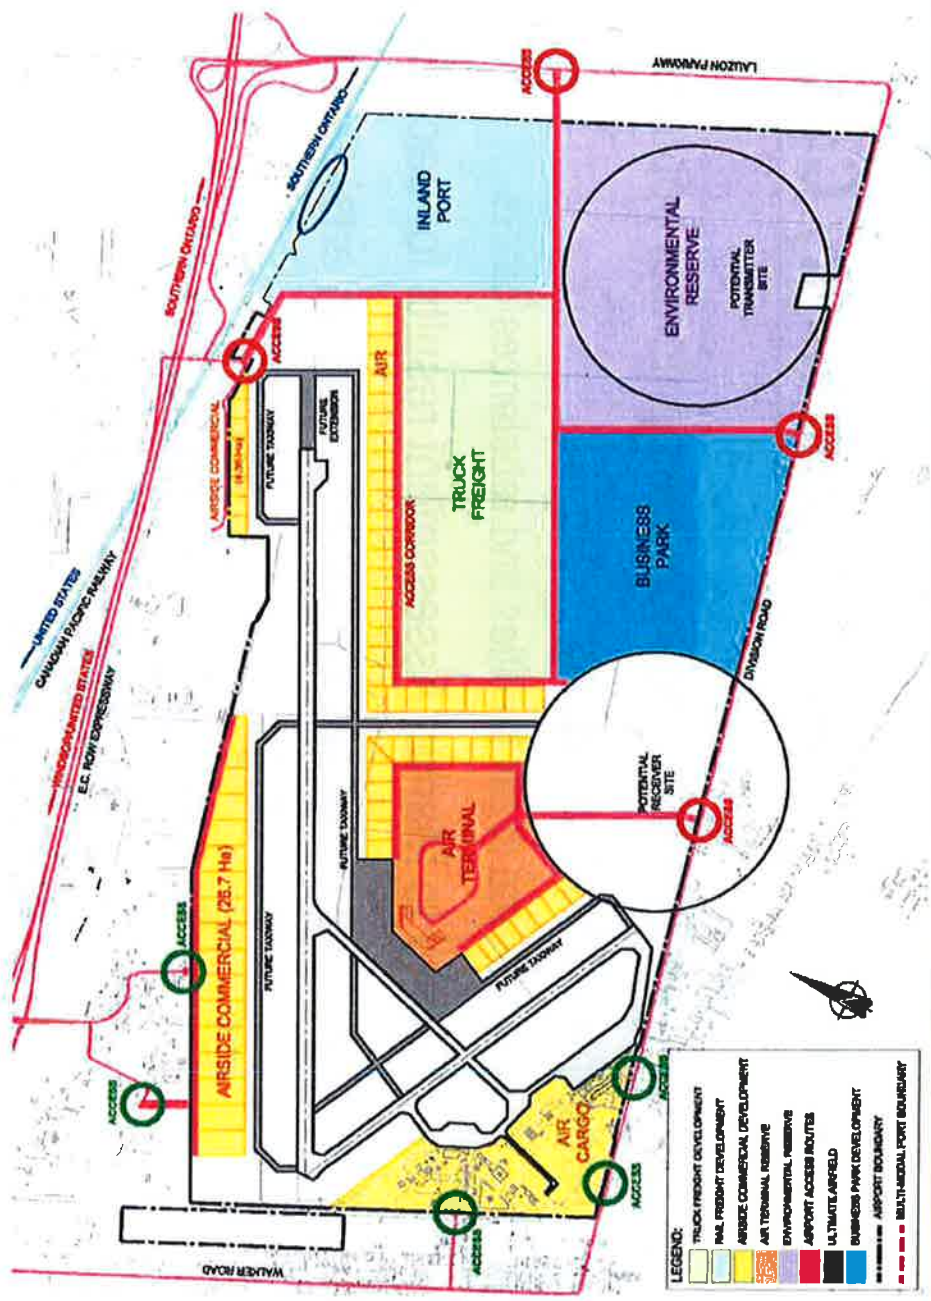 LAUZON PARKWAY
ACCESS
SOUTHERN ONTARIO
SOUTHERN ONTARIO
INLAND
PORT
ENVIRONMENTAL
RESERVE
POTENTIAL
TRANSMITTER
SITE
ACCESS
ACCESS
AIR
AIRSIDE COMMERCIAL
FUTURE TAXIWAY
FUTURE
EXTENSION
TRUCK
FREIGHT
ACCESS CORRIDOR
BUSINESS
PARK
DIVISION ROAD
UNITED STATES
CANADIAN PACIFIC RAILWAY
WINDSOR/UNITED STATES
E.C. ROW EXPRESSWAY
AIRSIDE COMMERCIAL (26.7 Ha)
FUTURE TAXIWAY
FUTURE TAXIWAY
AIR
TERMINAL
POTENTIAL
RECEIVER
SITE
ACCESS
FUTURE TAXIWAY
ACCESS
ACCESS
AIR
CARGO
ACCESS
ACCESS
ACCESS
WALKER ROAD
LEGEND:
TRUCK FREIGHT DEVELOPMENT
RAIL FREIGHT DEVELOPMENT
AIRSIDE COMMERCIAL DEVELOPMENT
AIR TERMINAL RESERVE
ENVIRONMENTAL RESERVE
AIRPORT ACCESS ROUTES
ULTIMATE AIRFIELD
BUSINESS PARK DEVELOPMENT
AIRPORT BOUNDARY
MULTI-MODAL PORT BOUNDARY